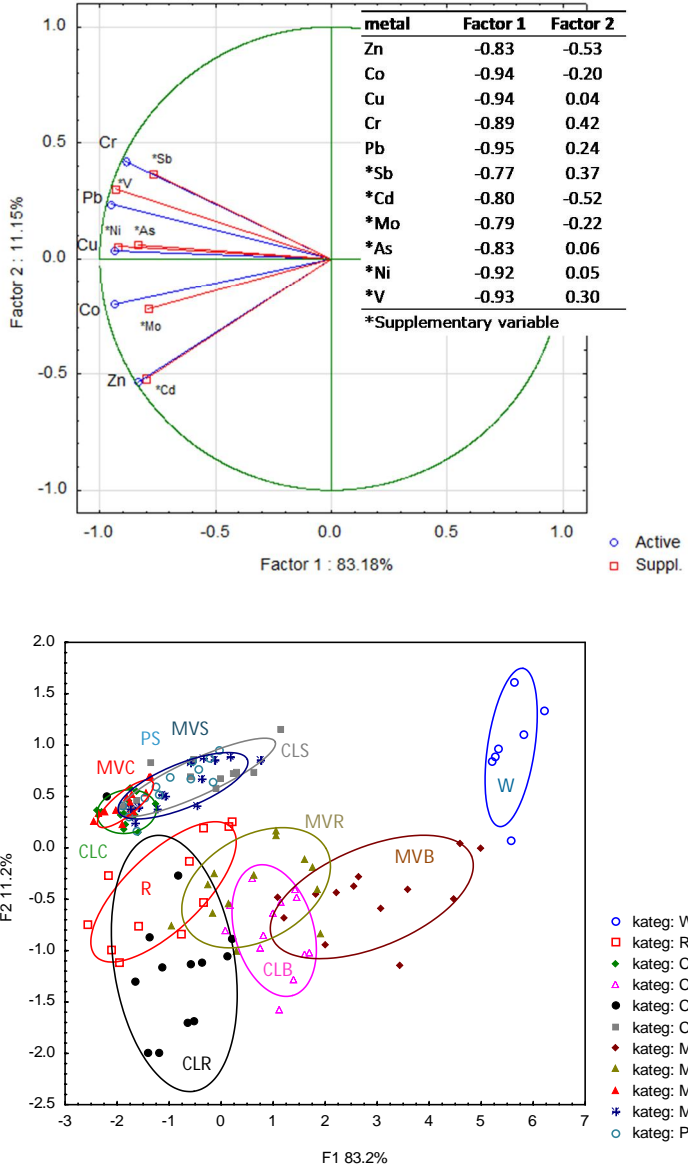 metal Factor 1 Factor 2
Zn -0.83 -0.53
Co -0.94 -0.20
Cu -0.94 0.04
Cr -0.89 0.42
Pb -0.95 0.24
*Sb -0.77 0.37
*Cd -0.80 -0.52
*Mo -0.79 -0.22
*As -0.83 0.06
*Ni -0.92 0.05
*V -0.93 0.30
*Supplementary variable
1.0
0.5
0.0
-0.5
-1.0
Factor 2 : 11.15%
Cr
*Sb
*V
Pb
*Ni *As
Cu
Co
*Mo
Zn
*Cd
-1.0 -0.5 0.0 0.5 1.0
Factor 1 : 83.18%
Active
Suppl.
2.0
1.5
1.0
0.5
0.0
-0.5
-1.0
-1.5
-2.0
-2.5
F2 11.2%
MVS
PS
CLS
MVC
W
CLC
MVR
MVB
R
CLB
CLR
-3 -2 -1 0 1 2 3 4 5 6 7
F1 83.2%
kateg: W
kateg: R
kateg: C
kateg: C
kateg: C
kateg: C
kateg: M
kateg: M
kateg: M
kateg: M
kateg: P